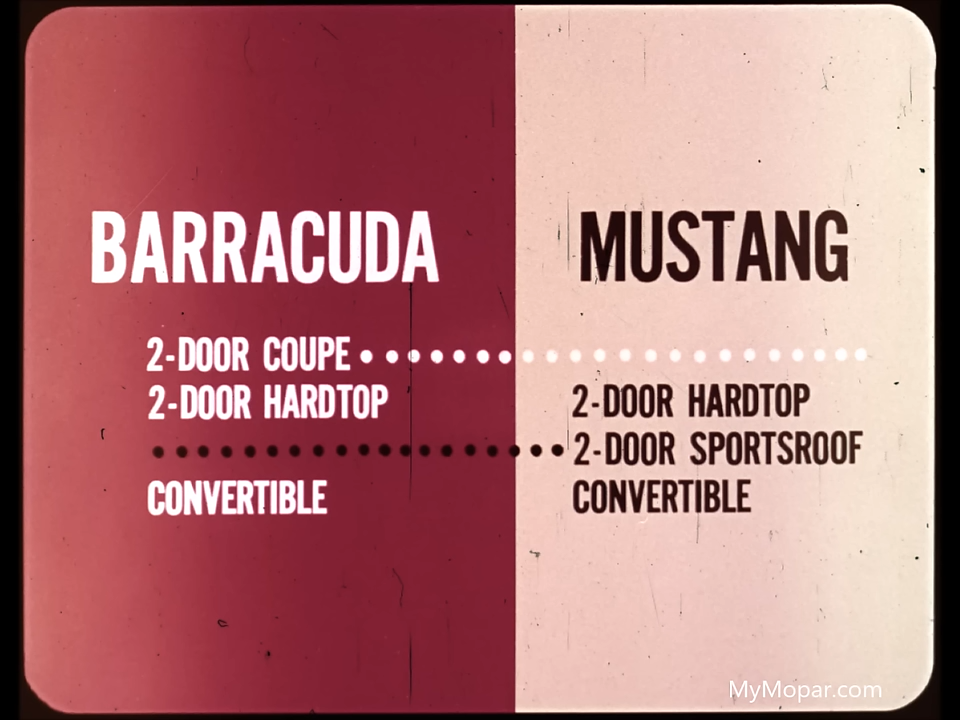 BARRACUDA
MUSTANG
2-DOOR COUPE
2-DOOR HARDTOP
CONVERTIBLE
2-DOOR HARDTOP
2-DOOR SPORTSROOF
CONVERTIBLE
MyMopar.com